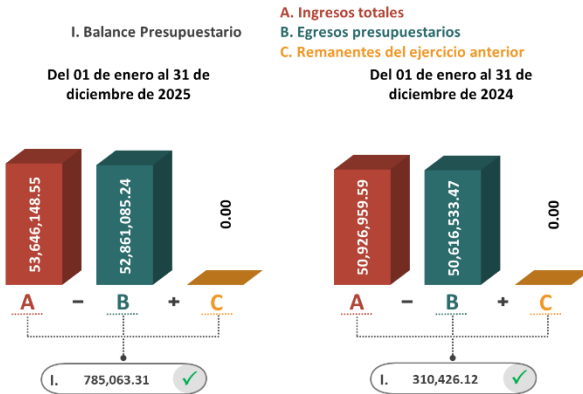 A. Ingresos totales
I. Balance Presupuestario
B. Egresos presupuestarios
C. Remanentes del ejercicio anterior
Del 01 de enero al 31 de
diciembre de 2025
53,646,148.55
52,861,085.24
0.00
A − B + C
I. 785,063.31
Del 01 de enero al 31 de
diciembre de 2024
50,926,959.59
50,616,533.47
0.00
A − B + C
I. 310,426.12